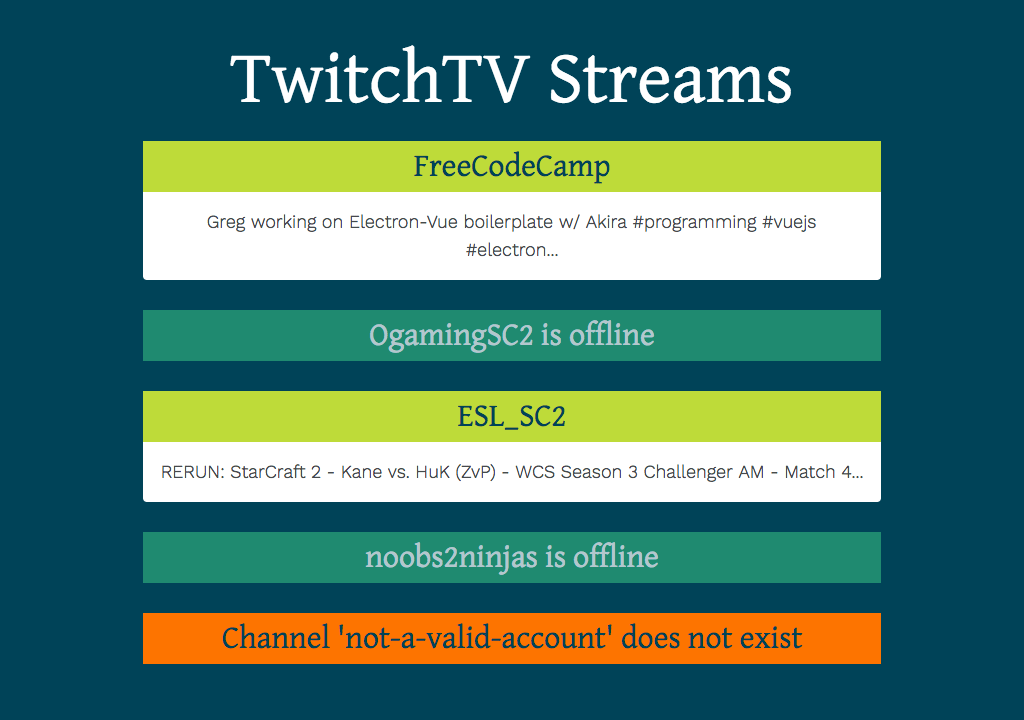 TwitchTV Streams
FreeCodeCamp
Greg working on Electron-Vue boilerplate w/ Akira #programming #vuejs
#electron...
OgamingSC2 is offline
ESL_SC2
RERUN: StarCraft 2 - Kane vs. HuK (ZvP) - WCS Season 3 Challenger AM - Match 4...
noobs2ninjas is offline
Channel 'not-a-valid-account' does not exist